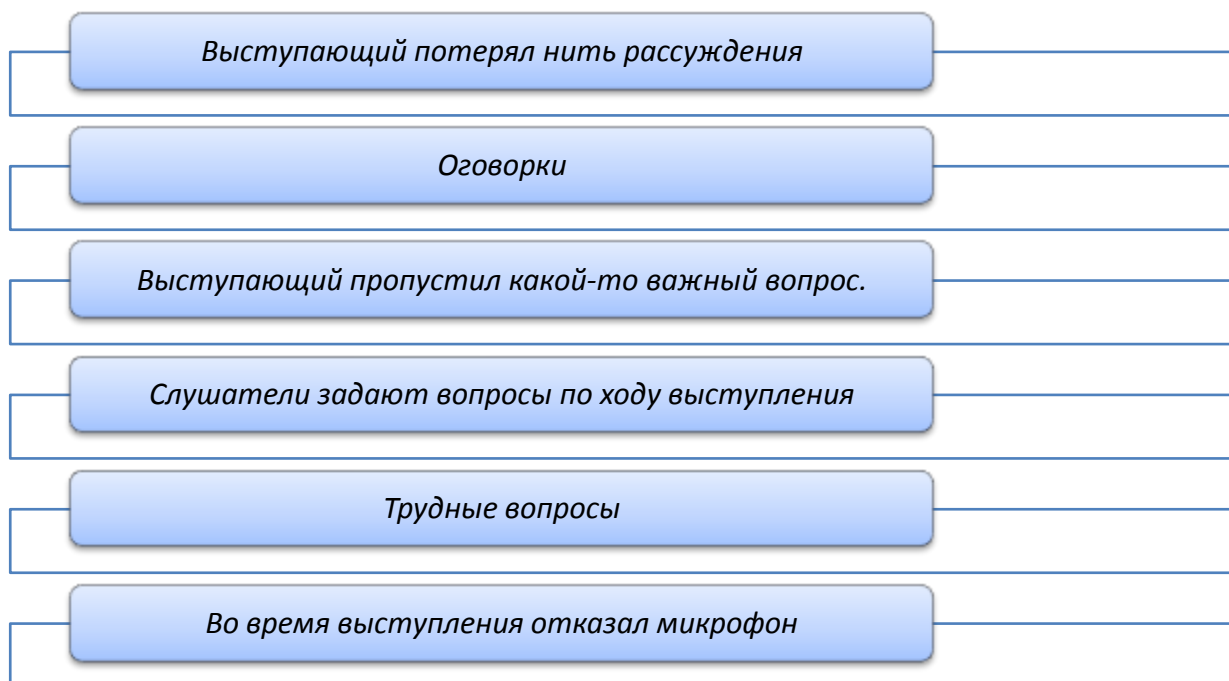 Выступающий потерял нить рассуждения
Оговорки
Выступающий пропустил какой-то важный вопрос.
Слушатели задают вопросы по ходу выступления
Трудные вопросы
Во время выступления отказал микрофон